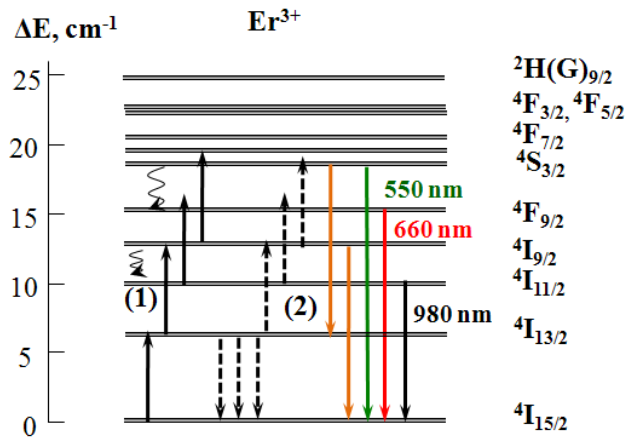 ΔE, cm⁻¹
Er³⁺
25
20
15
10
5
0
²H(G)₉/₂
⁴F₃/₂, ⁴F₅/₂
⁴F₇/₂
⁴S₃/₂
550 nm
⁴F₉/₂
660 nm
⁴I₉/₂
⁴I₁₁/₂
(1)
(2)
980 nm
⁴I₁₃/₂
⁴I₁₅/₂